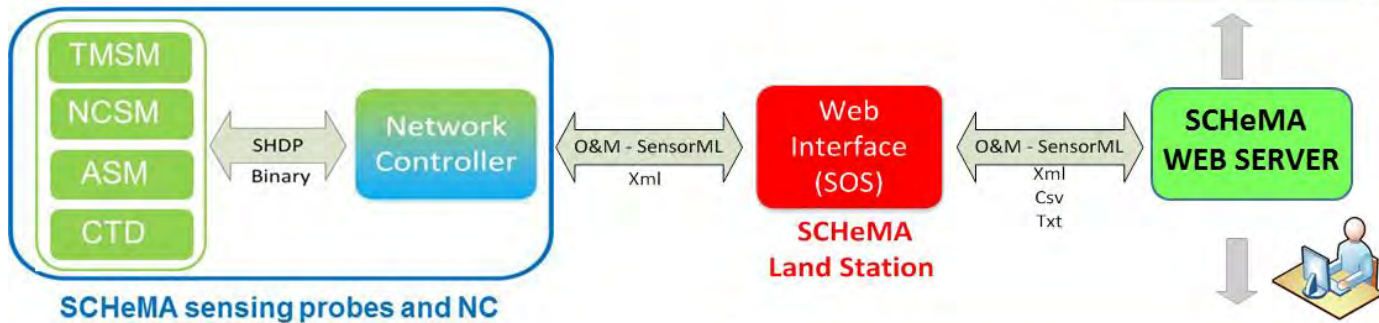 TMSM
NCSM
ASM
CTD
SHDP
Binary
Network
Controller
O&M - SensorML
Xml
Web
Interface
(SOS)
SCHeMA
Land Station
O&M - SensorML
Xml
Csv
Txt
SCHeMA
WEB SERVER
SCHeMA sensing probes and NC